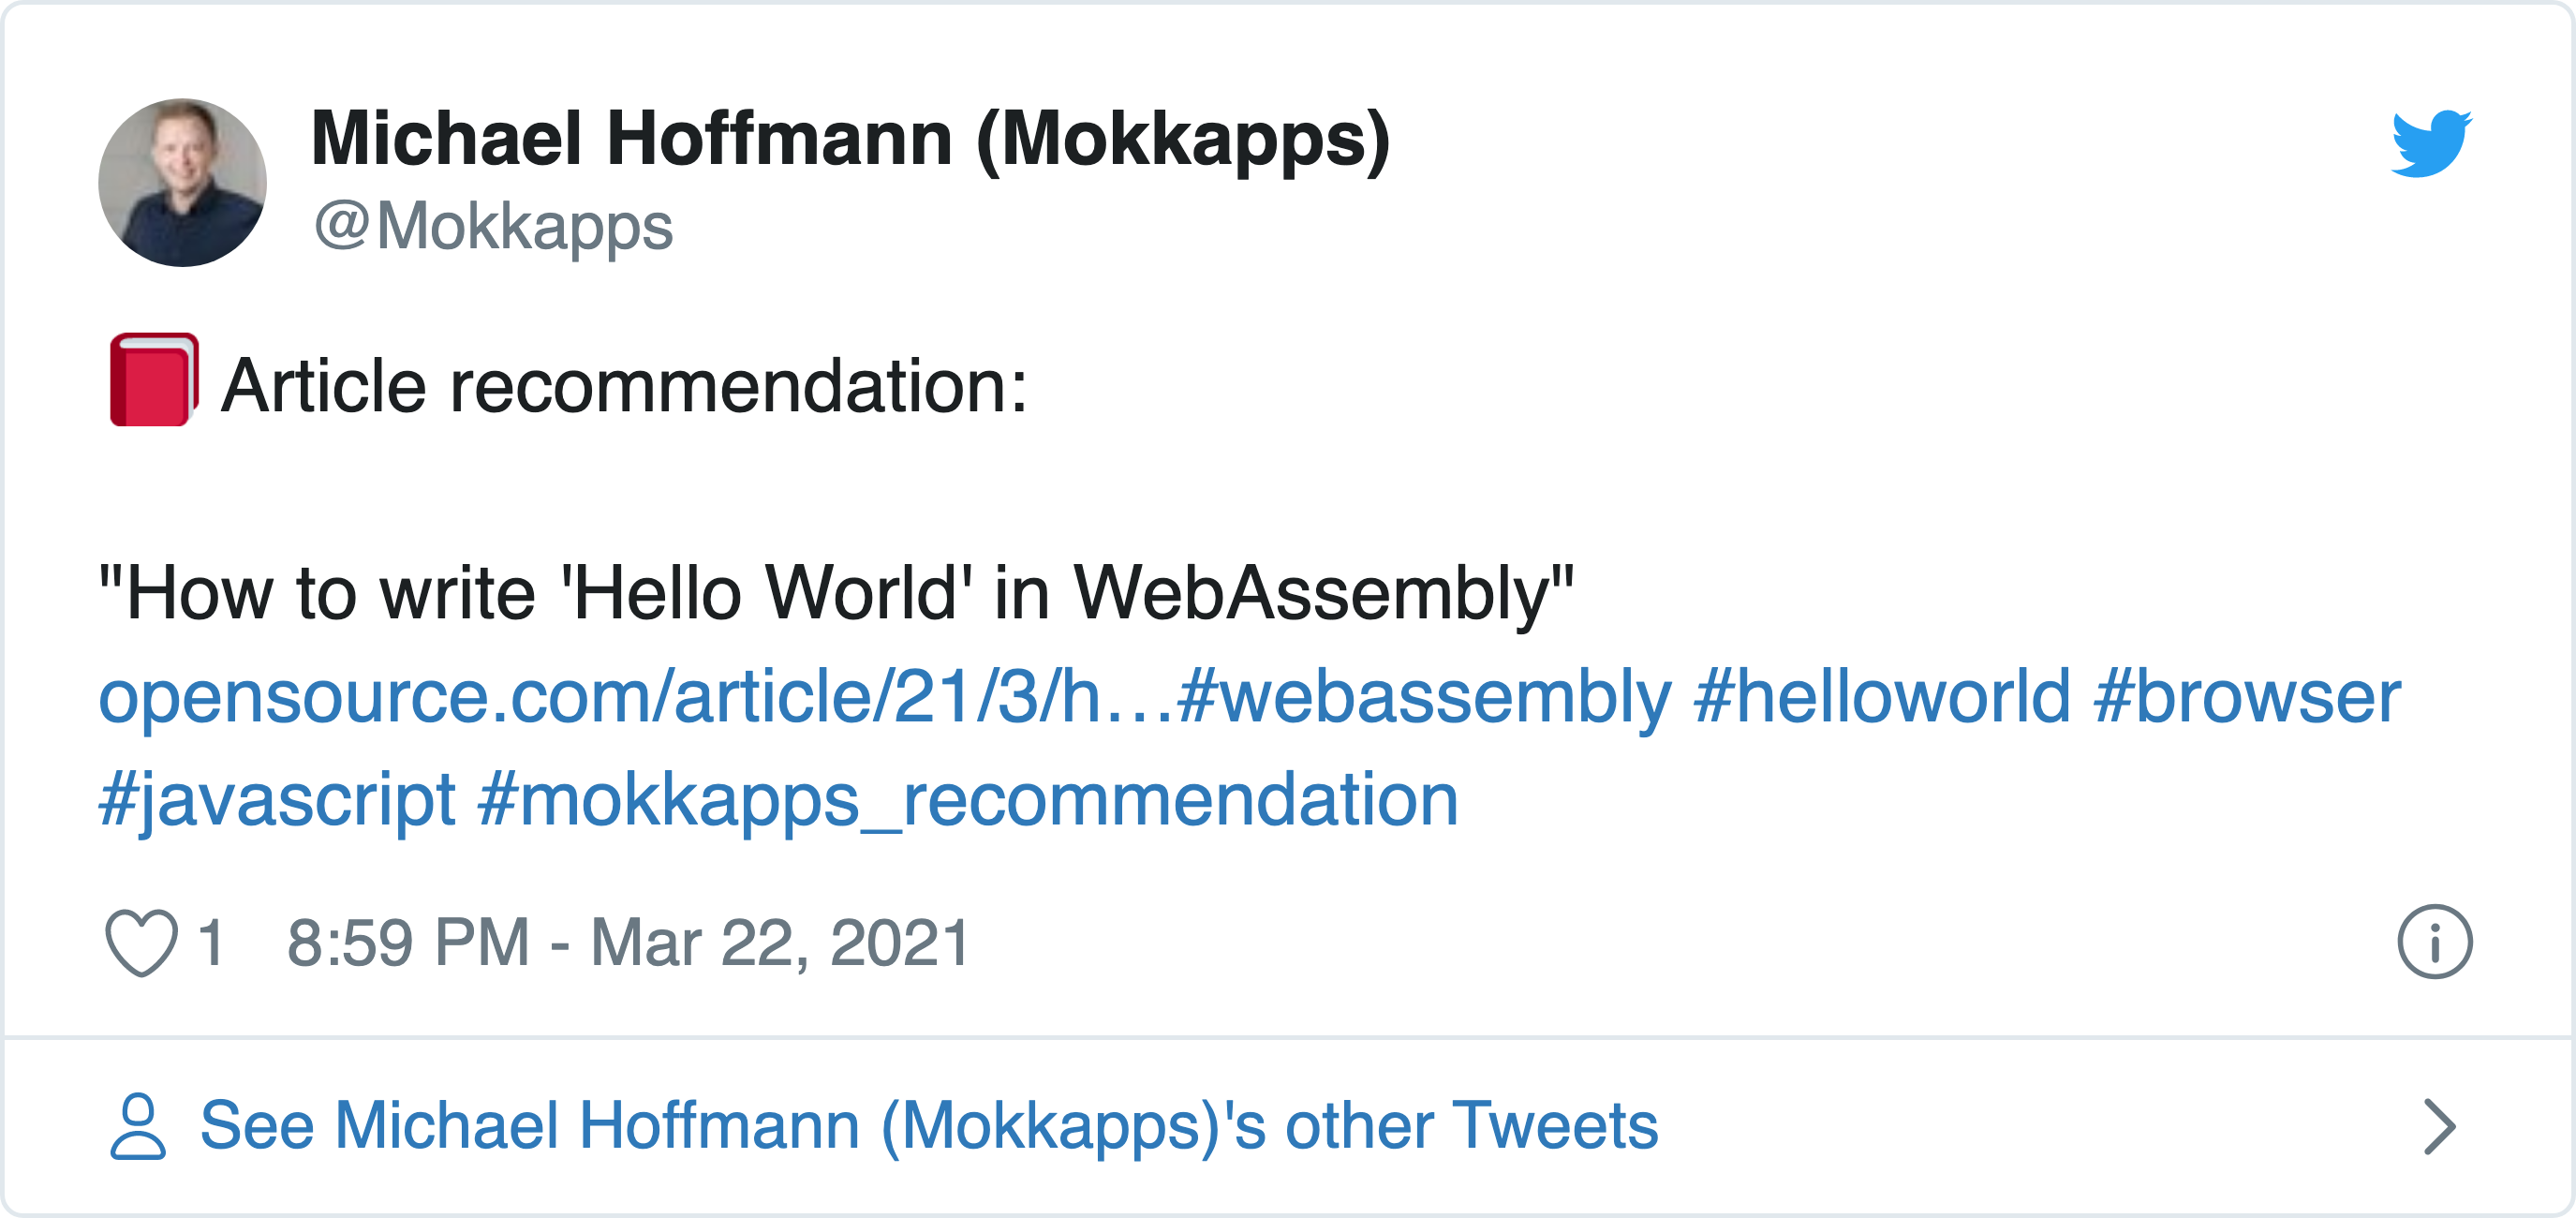 Michael Hoffmann (Mokkapps)
@Mokkapps
📕 Article recommendation:
"How to write 'Hello World' in WebAssembly"
opensource.com/article/21/3/h…#webassembly #helloworld #browser
#javascript #mokkapps_recommendation
1 8:59 PM - Mar 22, 2021
See Michael Hoffmann (Mokkapps)'s other Tweets